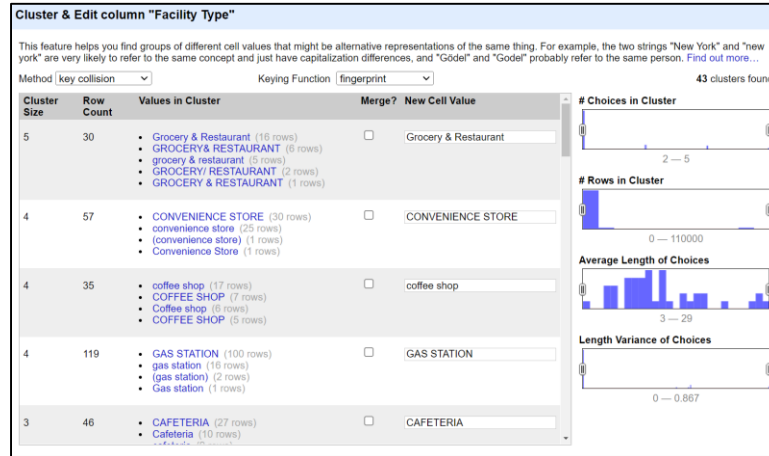 Cluster & Edit column "Facility Type"
This feature helps you find groups of different cell values that might be alternative representations of the same thing. For example, the two strings "New York" and "new
york" are very likely to refer to the same concept and just have capitalization differences, and "Gödel" and "Godel" probably refer to the same person. Find out more...
Method key collision Keying Function fingerprint 43 clusters found
Cluster Size Row Count Values in Cluster Merge? New Cell Value
5 30 • Grocery & Restaurant (16 rows) Grocery & Restaurant
• GROCERY& RESTAURANT (6 rows)
• grocery & restaurant (5 rows)
• GROCERY/ RESTAURANT (2 rows)
• GROCERY & RESTAURANT (1 rows)
4 57 • CONVENIENCE STORE (30 rows) CONVENIENCE STORE
• convenience store (25 rows)
• (convenience store) (1 rows)
• Convenience Store (1 rows)
4 35 • coffee shop (17 rows) coffee shop
• COFFEE SHOP (7 rows)
• Coffee shop (6 rows)
• COFFEE SHOP (5 rows)
4 119 • GAS STATION (100 rows) GAS STATION
• gas station (16 rows)
• (gas station) (2 rows)
• Gas station (1 rows)
3 46 • CAFETERIA (27 rows) CAFETERIA
• Cafeteria (10 rows)
# Choices in Cluster
2 — 5
# Rows in Cluster
0 — 110000
Average Length of Choices
3 — 29
Length Variance of Choices
0 — 0.867